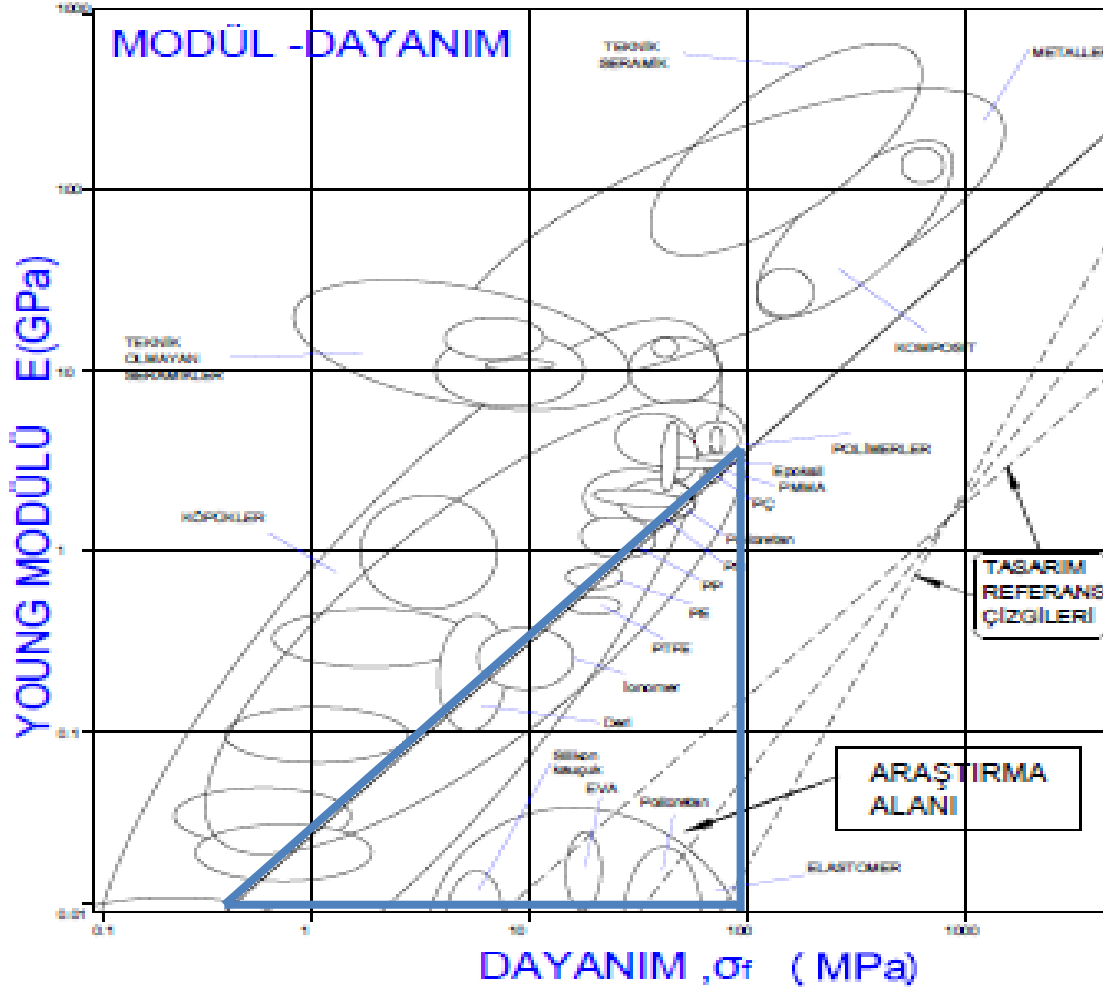 MODÜL -DAYANIM
TEKNİK
SERAMİK
METALLER
1000
100
10
1
0.1
0.01
YOUNG MODÜLÜ E(GPa)
TEKNİK
OLMAYAN
SERAMİKLER
KOMPOSİT
KÖPÜKLER
POLİMERLER
Epoksi
PMMA
PC
PP
PE
PTFE
İonomer
Deri
EVA
Poliüretan
TASARIM
REFERANS
ÇİZGİLERİ
ARAŞTIRMA
ALANI
ELASTOMER
0.1
1
10
100
1000
DAYANIM ,σf ( MPa)